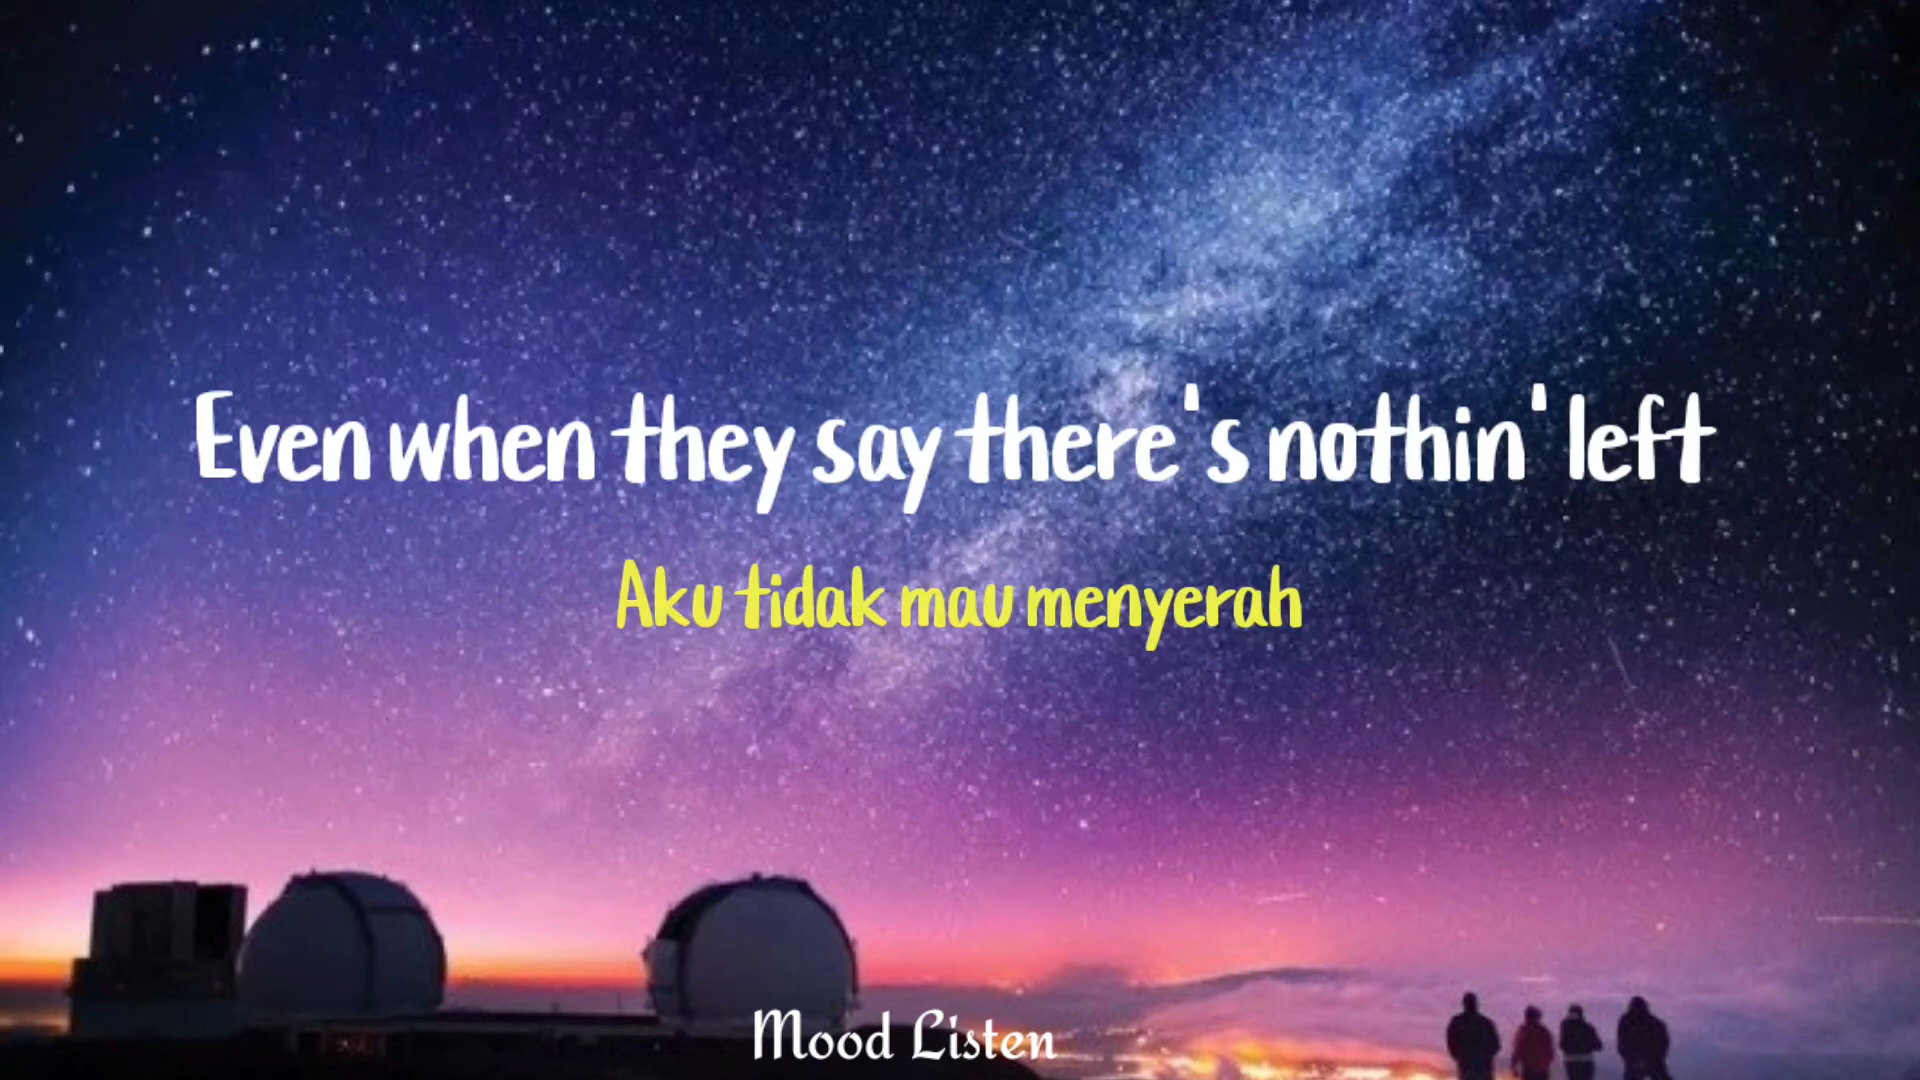 Even when they say there's nothin' left
Aku tidak mau menyerah
Mood Listen